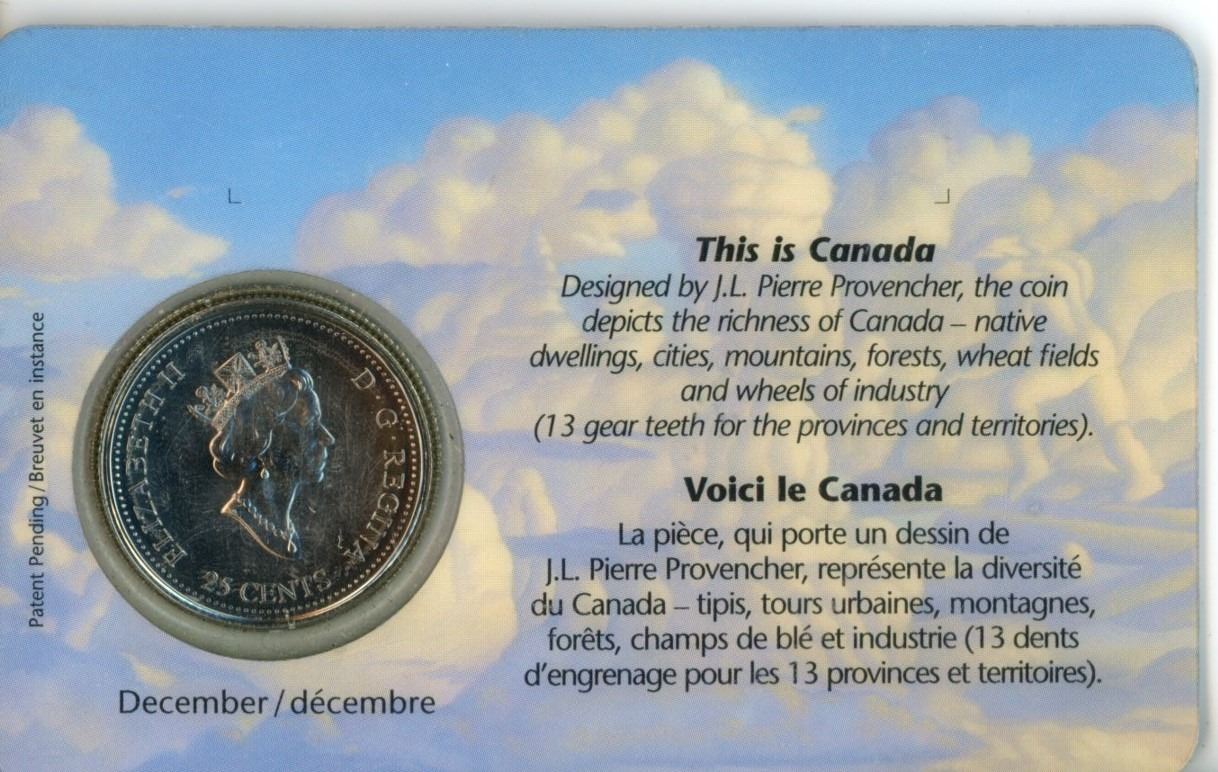 This is Canada
Designed by J.L. Pierre Provencher, the coin
depicts the richness of Canada – native
dwellings, cities, mountains, forests, wheat fields
and wheels of industry
(13 gear teeth for the provinces and territories).
Voici le Canada
La pièce, qui porte un dessin de
J.L. Pierre Provencher, représente la diversité
du Canada – tipis, tours urbaines, montagnes,
forêts, champs de blé et industrie (13 dents
d'engrenage pour les 13 provinces et territoires).
Patent Pending / Breuvet en instance
ELIZABETH II
D · G · REGINA
25 CENTS
December / décembre